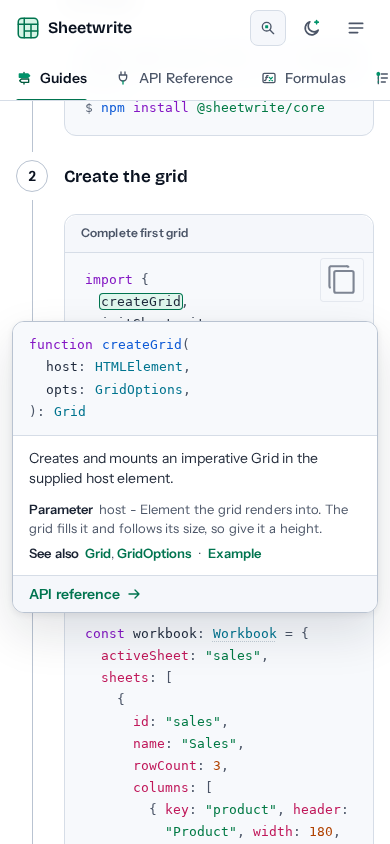 Sheetwrite
Guides
API Reference
Formulas
$ npm install @sheetwrite/core
2
Create the grid
Complete first grid
import {
createGrid,
function createGrid(
host: HTMLElement,
opts: GridOptions,
): Grid
Creates and mounts an imperative Grid in the
supplied host element.
Parameter host - Element the grid renders into. The
grid fills it and follows its size, so give it a height.
See also Grid, GridOptions · Example
API reference →
const workbook: Workbook = {
activeSheet: "sales",
sheets: [
{
id: "sales",
name: "Sales",
rowCount: 3,
columns: [
{ key: "product", header:
"Product", width: 180,